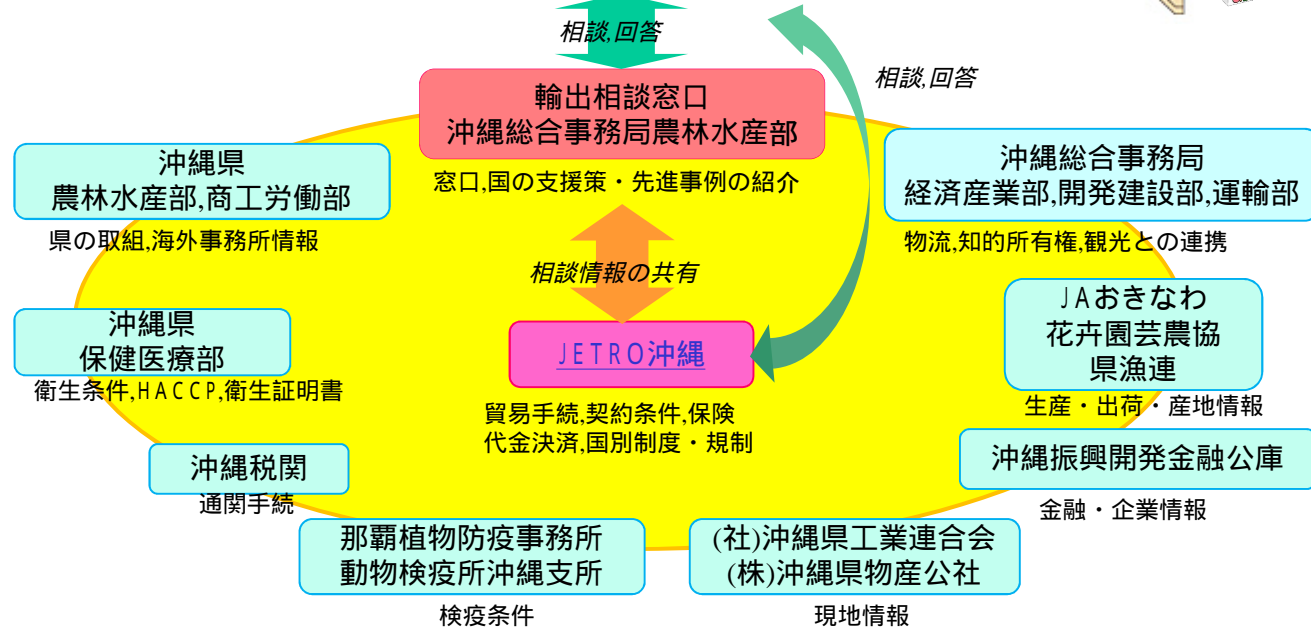 相談,回答
相談,回答
輸出相談窓口
沖縄総合事務局農林水産部
窓口,国の支援策・先進事例の紹介
沖縄県
農林水産部,商工労働部
県の取組,海外事務所情報
沖縄総合事務局
経済産業部,開発建設部,運輸部
物流,知的所有権,観光との連携
相談情報の共有
JAおきなわ
花卉園芸農協
県漁連
生産・出荷・産地情報
沖縄県
保健医療部
衛生条件,HACCP,衛生証明書
JETRO沖縄
貿易手続,契約条件,保険
代金決済,国別制度・規制
沖縄税関
通関手続
沖縄振興開発金融公庫
金融・企業情報
那覇植物防疫事務所
動物検疫所沖縄支所
検疫条件
(社)沖縄県工業連合会
(株)沖縄県物産公社
現地情報